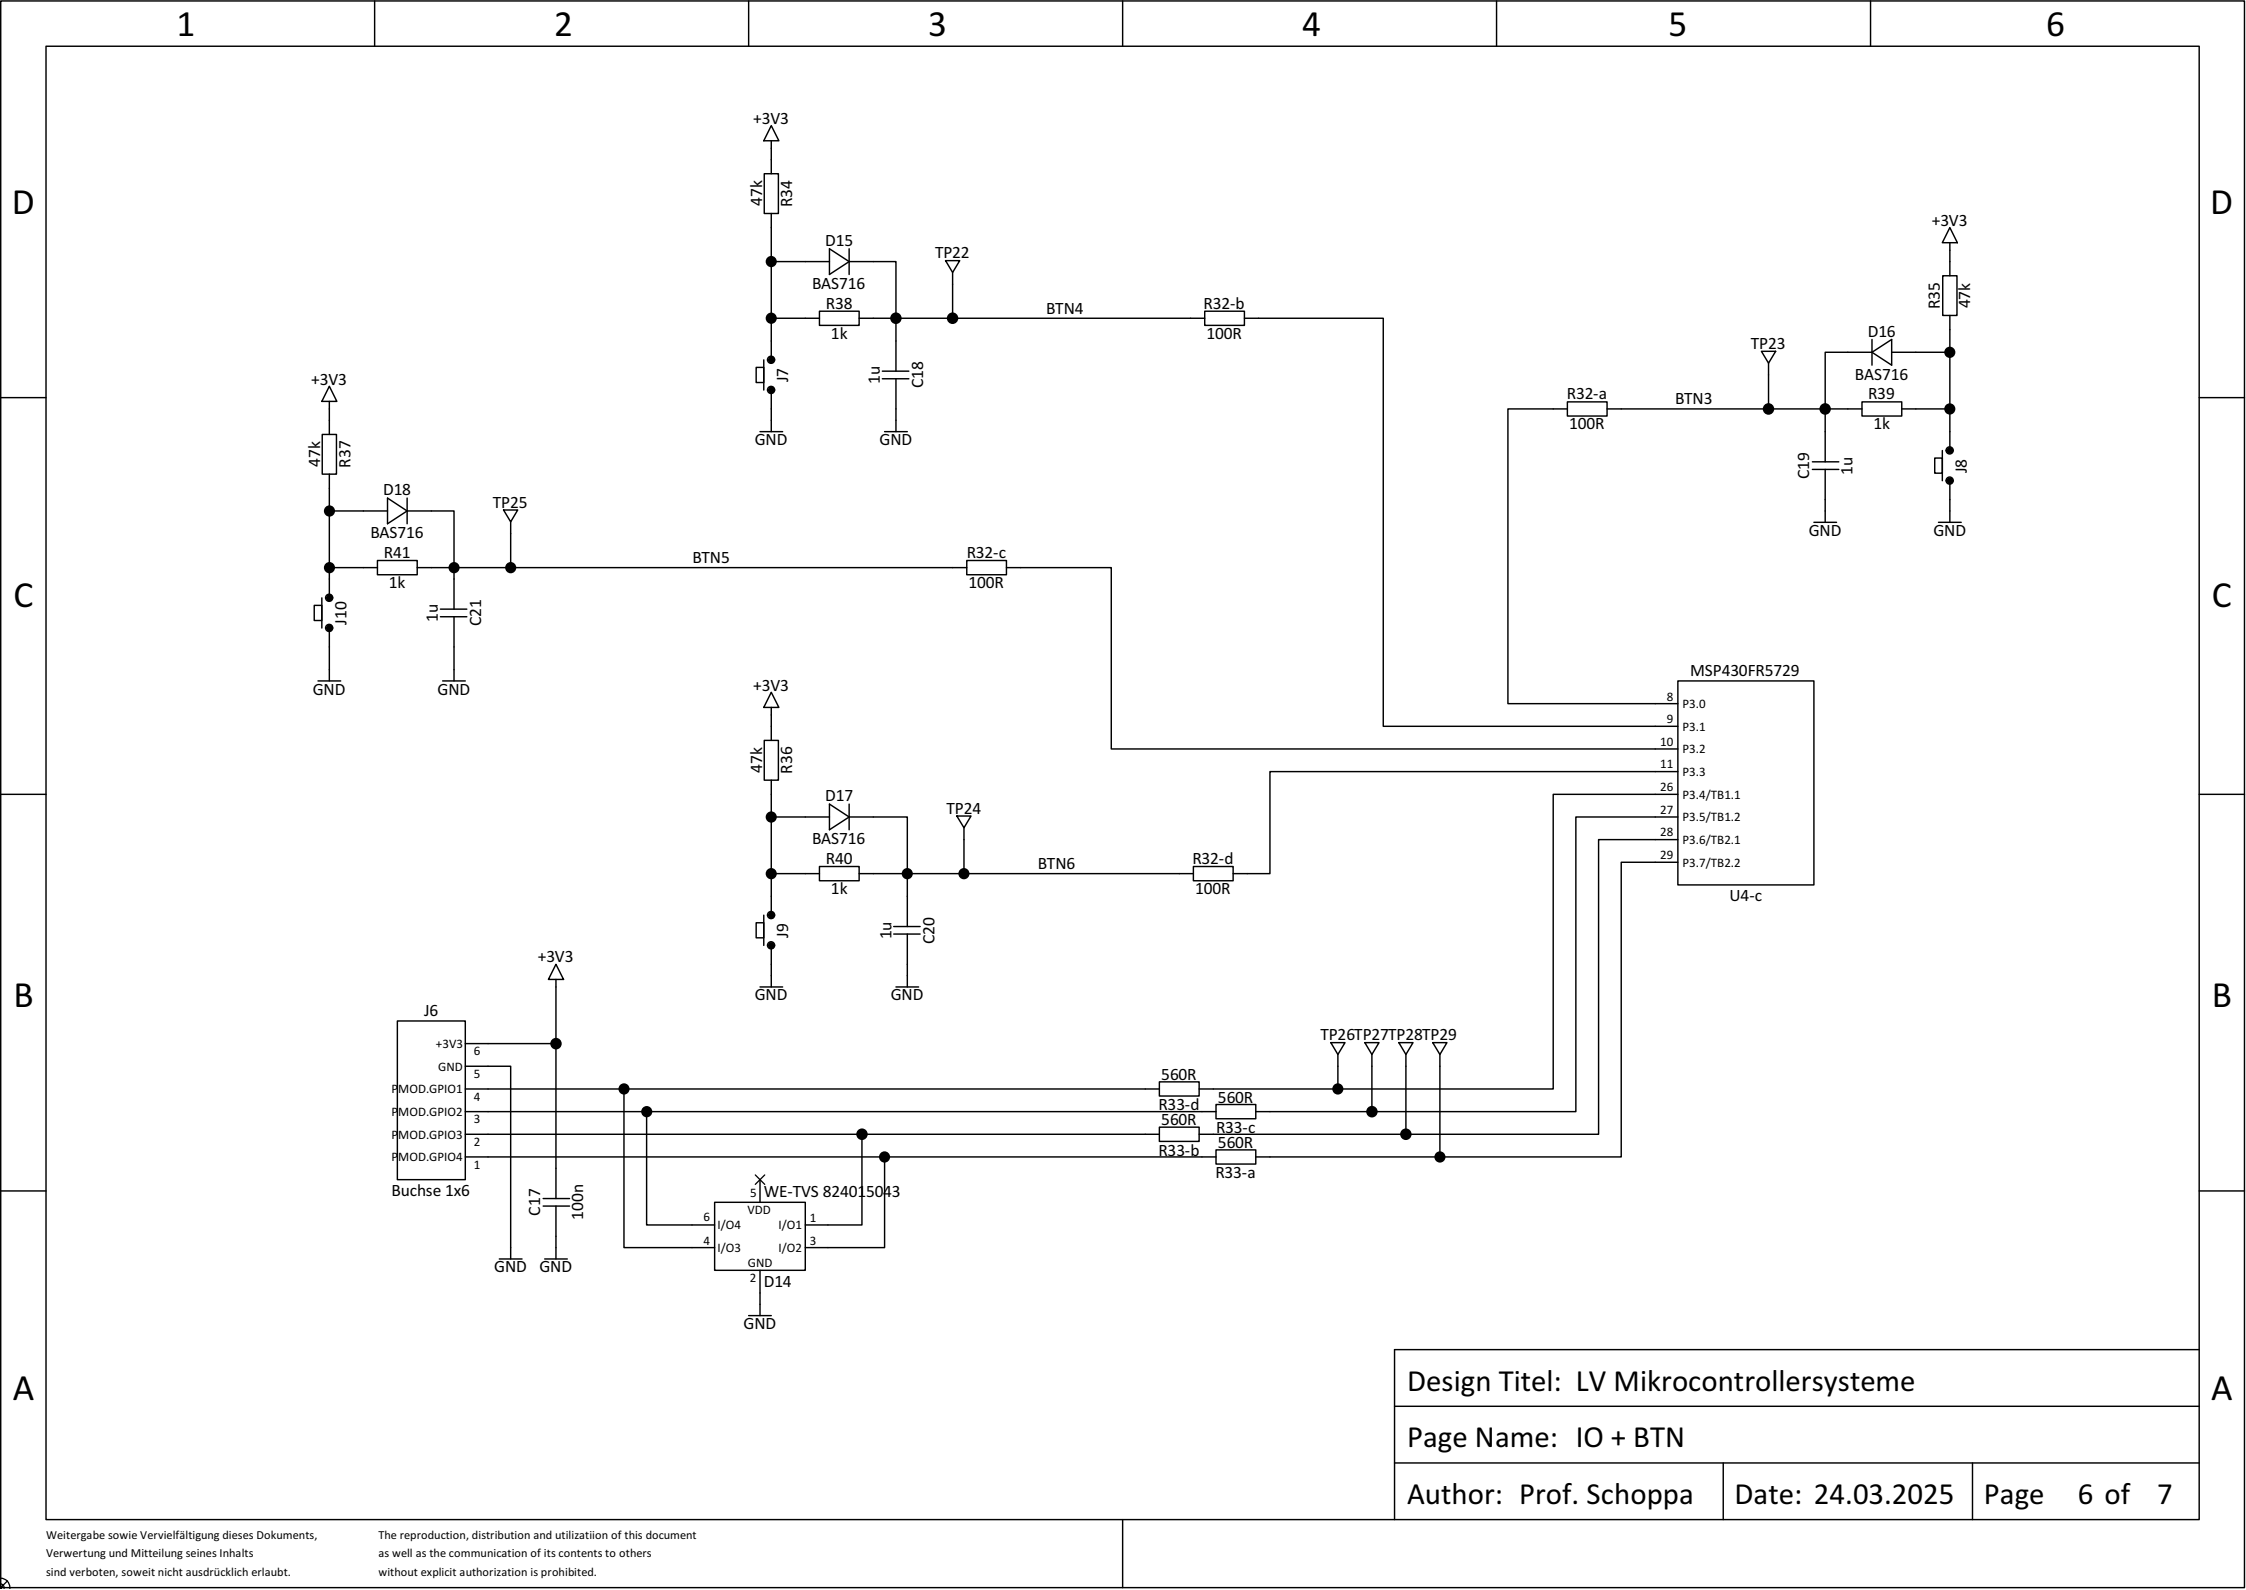 1 2 3 4 5 6
D D
C C
B B
A A
+3V3
47k
R34
D15
BAS716
R38
1k
TP22
BTN4
R32-b
100R
J7
1u
C18
GND
GND
+3V3
R35
47k
D16
BAS716
TP23
R39
1k
R32-a
100R
BTN3
C19
1u
J8
GND
GND
+3V3
47k
R37
D18
BAS716
R41
1k
TP25
BTN5
R32-c
100R
J10
1u
C21
GND
GND
+3V3
47k
R36
D17
BAS716
R40
1k
TP24
BTN6
R32-d
100R
J9
1u
C20
GND
GND
MSP430FR5729
8 P3.0
9 P3.1
10 P3.2
11 P3.3
26 P3.4/TB1.1
27 P3.5/TB1.2
28 P3.6/TB2.1
29 P3.7/TB2.2
U4-c
+3V3
J6
+3V3 6
GND 5
PMOD.GPIO1 4
PMOD.GPIO2 3
PMOD.GPIO3 2
PMOD.GPIO4 1
Buchse 1x6
C17
100n
GND
GND
TP26 TP27 TP28 TP29
560R
R33-d
560R
R33-c
560R
R33-b
560R
R33-a
5 WE-TVS 824015043
VDD
6 I/O4 I/O1 1
4 I/O3 I/O2 3
GND
2 D14
GND
Design Titel: LV Mikrocontrollersysteme
Page Name: IO + BTN
Author: Prof. Schoppa Date: 24.03.2025 Page 6 of 7
Weitergabe sowie Vervielfältigung dieses Dokuments,
Verwertung und Mitteilung seines Inhalts
sind verboten, soweit nicht ausdrücklich erlaubt.
The reproduction, distribution and utilizatiion of this document
as well as the communication of its contents to others
without explicit authorization is prohibited.